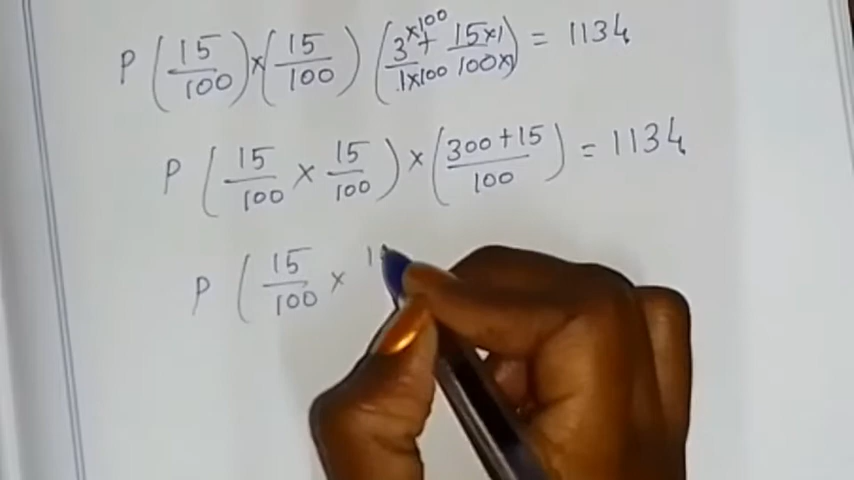 P (15/100) × (15/100) (3×100/1×100 + 15×1/100×1) = 1134
P (15/100 × 15/100) × (300+15/100) = 1134
P (15/100 × 1